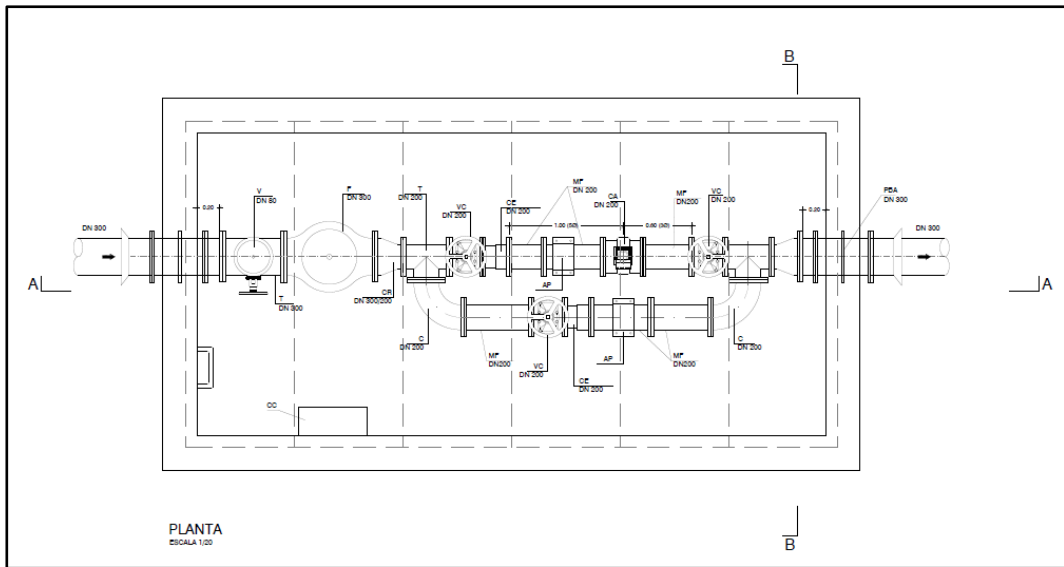 B
V
DN 80
F
DN 300
T
DN 200
VC
DN 200
CE
DN 200
MF
DN 200
CA
DN 200
MF
DN200
VC
DN 200
PBA
DN 300
0.20
1.00 (5D)
0.60 (3D)
0.20
DN 300
DN 300
A
A
AP
T
DN 300
CR
DN 300/200
C
DN 200
MF
DN200
VC
DN 200
AP
CE
DN 200
MF
DN200
C
DN 200
CC
PLANTA
ESCALA 1/20
B